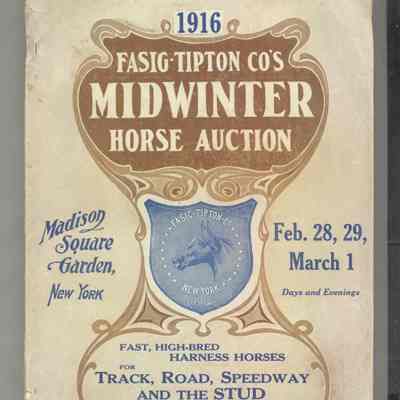 1916
FASIG-TIPTON CO'S
MIDWINTER
HORSE AUCTION
Madison
Square
Garden,
NEW YORK
FASIG-TIPTON Co
NEW YORK
Feb. 28, 29,
March 1
Days and Evenings
FAST, HIGH-BRED
HARNESS HORSES
FOR
TRACK, ROAD, SPEEDWAY
AND THE STUD